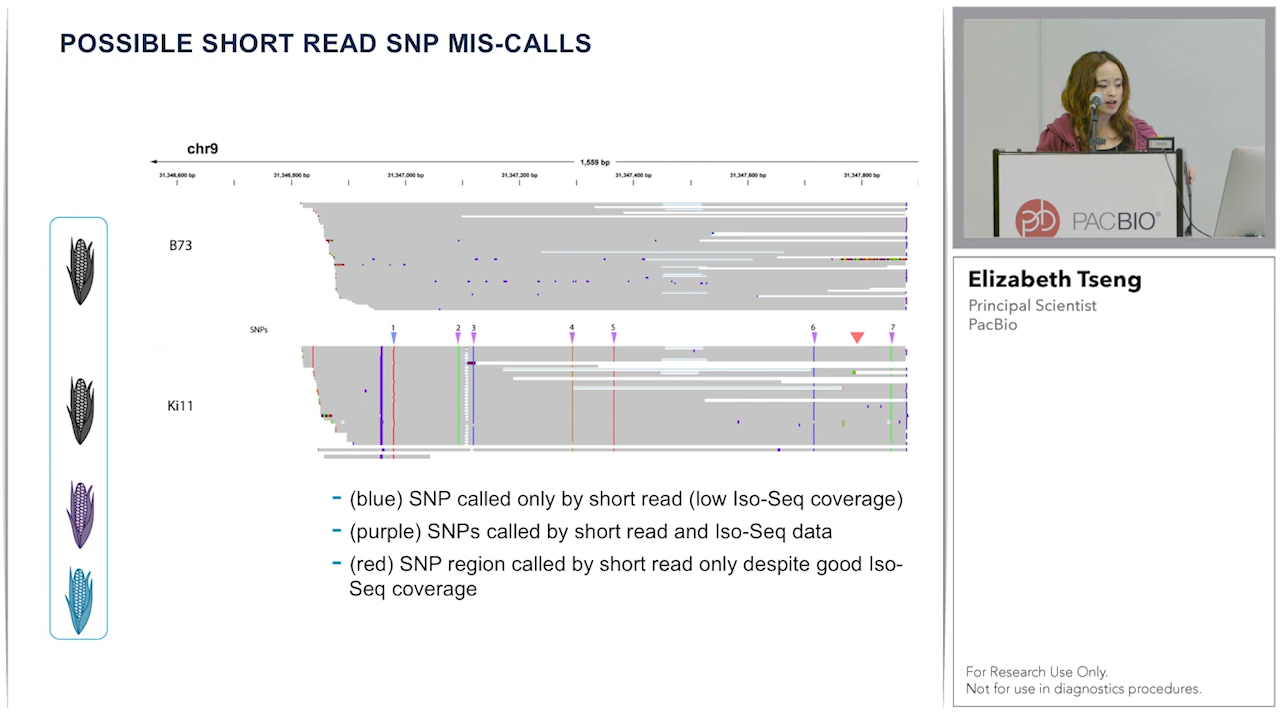 POSSIBLE SHORT READ SNP MIS-CALLS
chr9
1,559 bp
31,346,600 bp 31,346,800 bp 31,347,000 bp 31,347,200 bp 31,347,400 bp 31,347,600 bp 31,347,800 bp
B73
SNPs 1 2 3 4 5 6 7
Ki11
- (blue) SNP called only by short read (low Iso-Seq coverage)
- (purple) SNPs called by short read and Iso-Seq data
- (red) SNP region called by short read only despite good Iso-
Seq coverage
pb PACBIO®
Elizabeth Tseng
Principal Scientist
PacBio
For Research Use Only.
Not for use in diagnostics procedures.